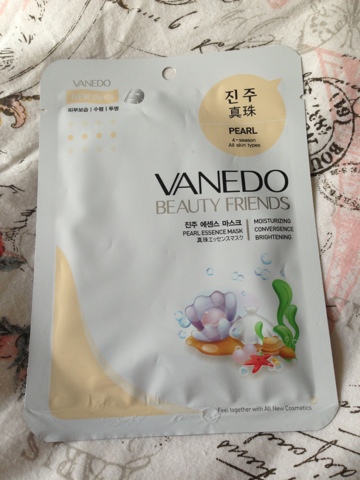 VANEDO
피부보습 | 수렴 | 투명
진주
真珠
PEARL
4-season
All skin types
VANEDO
BEAUTY FRIENDS
진주 에센스 마스크
PEARL ESSENCE MASK
真珠エッセンスマスク
MOISTURIZING
CONVERGENCE
BRIGHTENING
Feel together with All New Cosmetics.